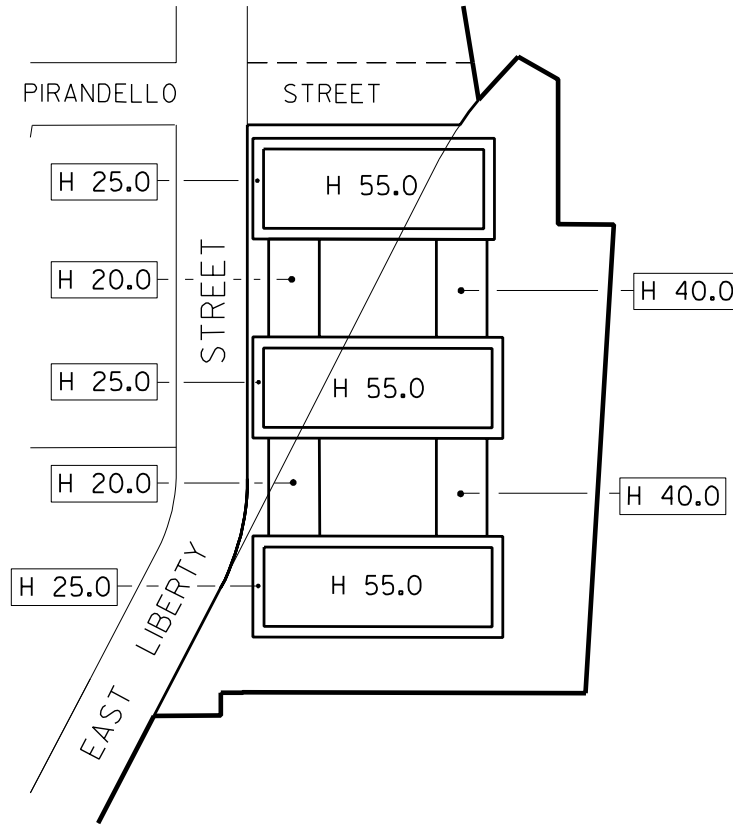 PIRANDELLO STREET
H 25.0
H 55.0
H 20.0
STREET
H 40.0
H 25.0
H 55.0
H 20.0
H 40.0
H 25.0
H 55.0
EAST LIBERTY